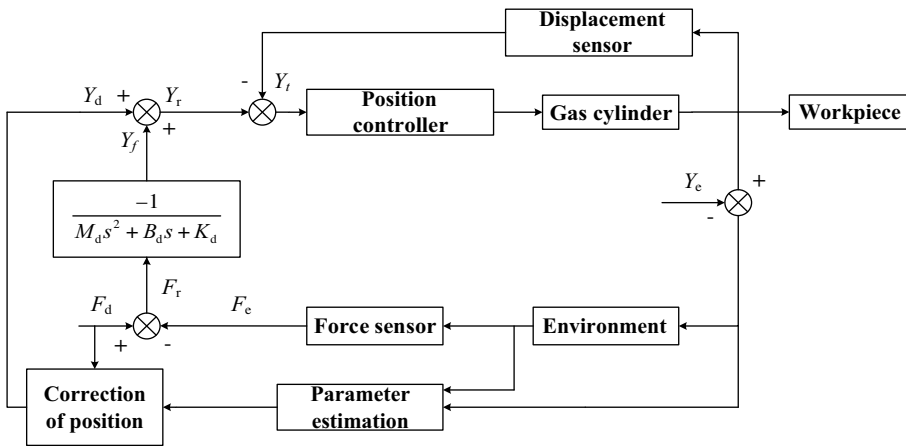 Displacement
sensor
-
Y_t
Y_d
+
Y_r
+
Position
controller
Gas cylinder
Workpiece
Y_f
Y_e
+
-
-1
M_d s^2 + B_d s + K_d
F_r
F_d
F_e
+
-
Force sensor
Environment
Correction
of position
Parameter
estimation